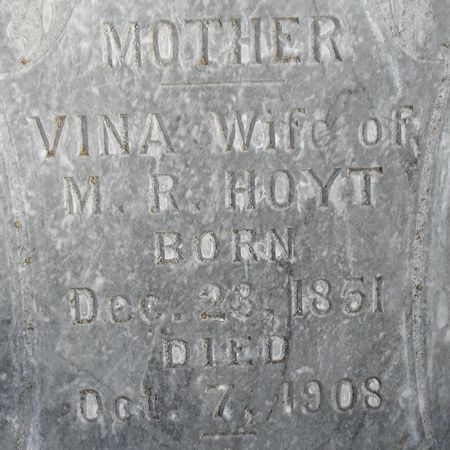 MOTHER
VINA Wife of
M. R. HOYT
BORN
Dec. 23, 1851
DIED
Oct. 7, 1908